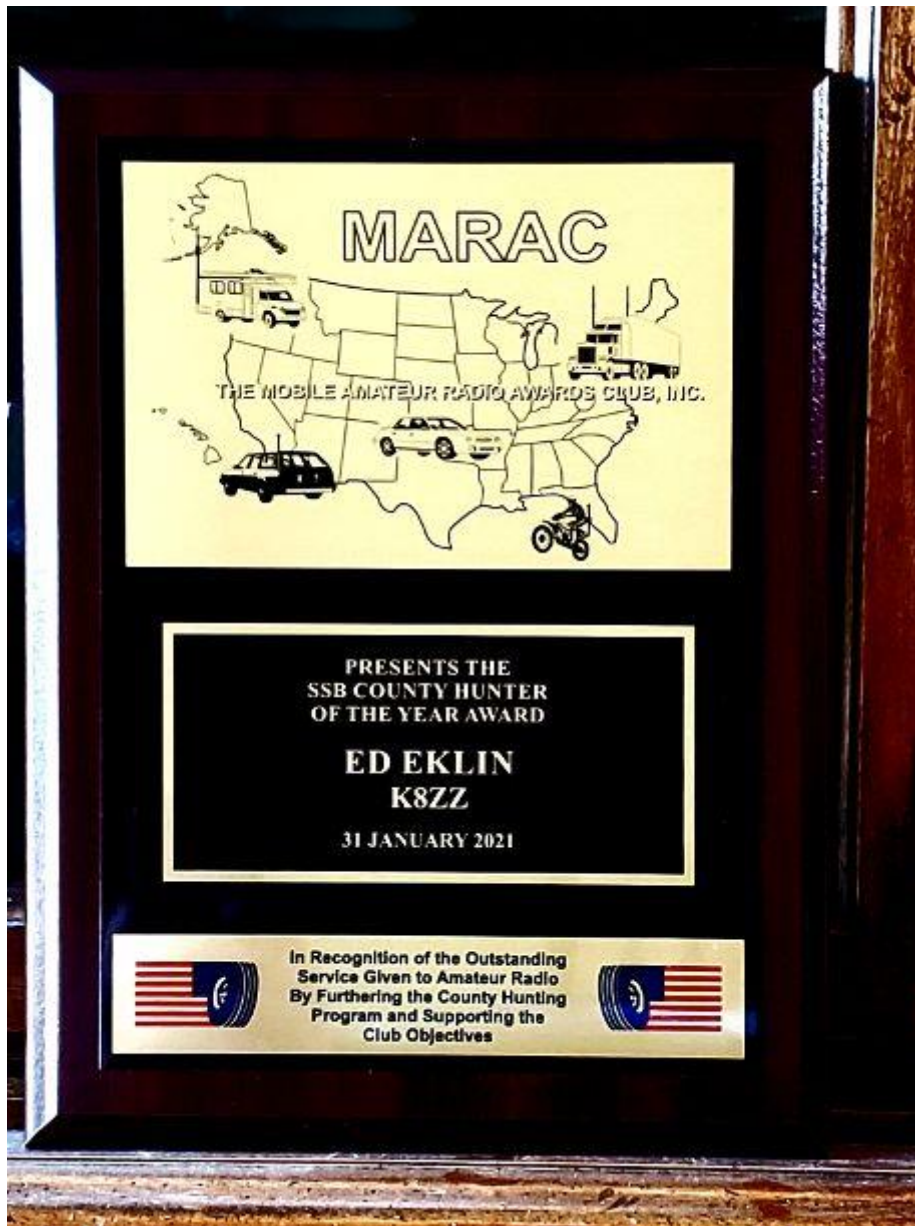 MARAC
THE MOBILE AMATEUR RADIO AWARDS CLUB, INC.
PRESENTS THE
SSB COUNTY HUNTER
OF THE YEAR AWARD
ED EKLIN
K8ZZ
31 JANUARY 2021
In Recognition of the Outstanding
Service Given to Amateur Radio
By Furthering the County Hunting
Program and Supporting the
Club Objectives